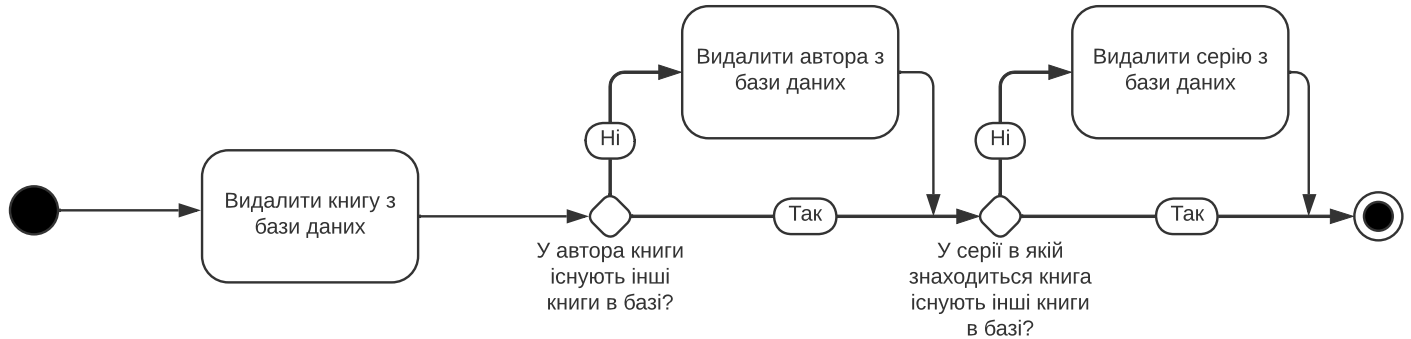 Видалити книгу з
бази даних
У автора книги
існують інші
книги в базі?
Ні
Видалити автора з
бази даних
Так
У серії в якій
знаходиться книга
існують інші книги
в базі?
Ні
Видалити серію з
бази даних
Так